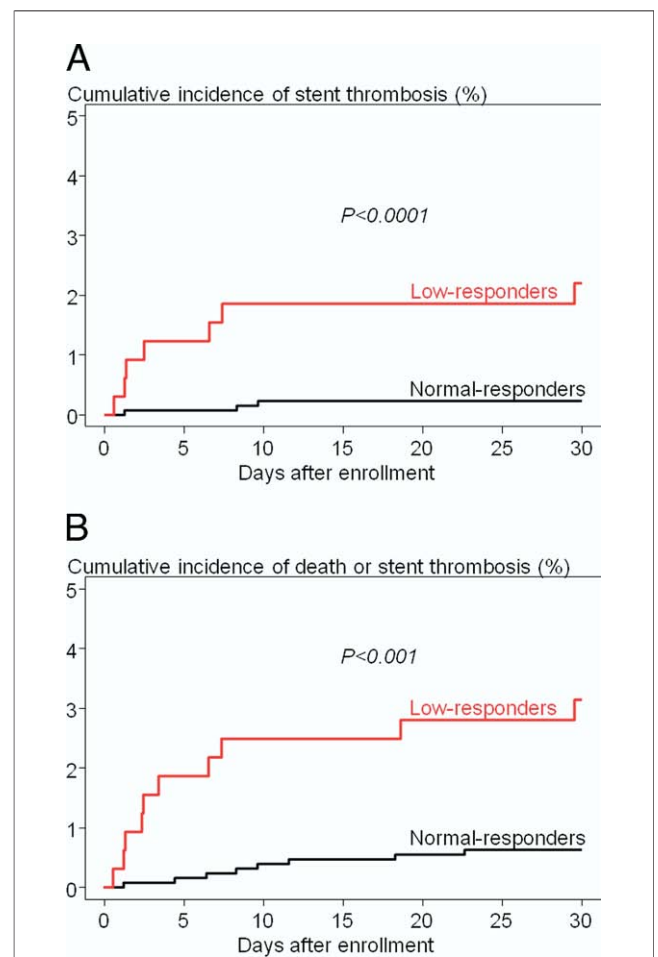 A
Cumulative incidence of stent thrombosis (%)
5
4
P<0.0001
3
Low-responders
2
1
Normal-responders
0
0 5 10 15 20 25 30
Days after enrollment
B
Cumulative incidence of death or stent thrombosis (%)
5
4
P<0.001
3
Low-responders
2
1
Normal-responders
0
0 5 10 15 20 25 30
Days after enrollment